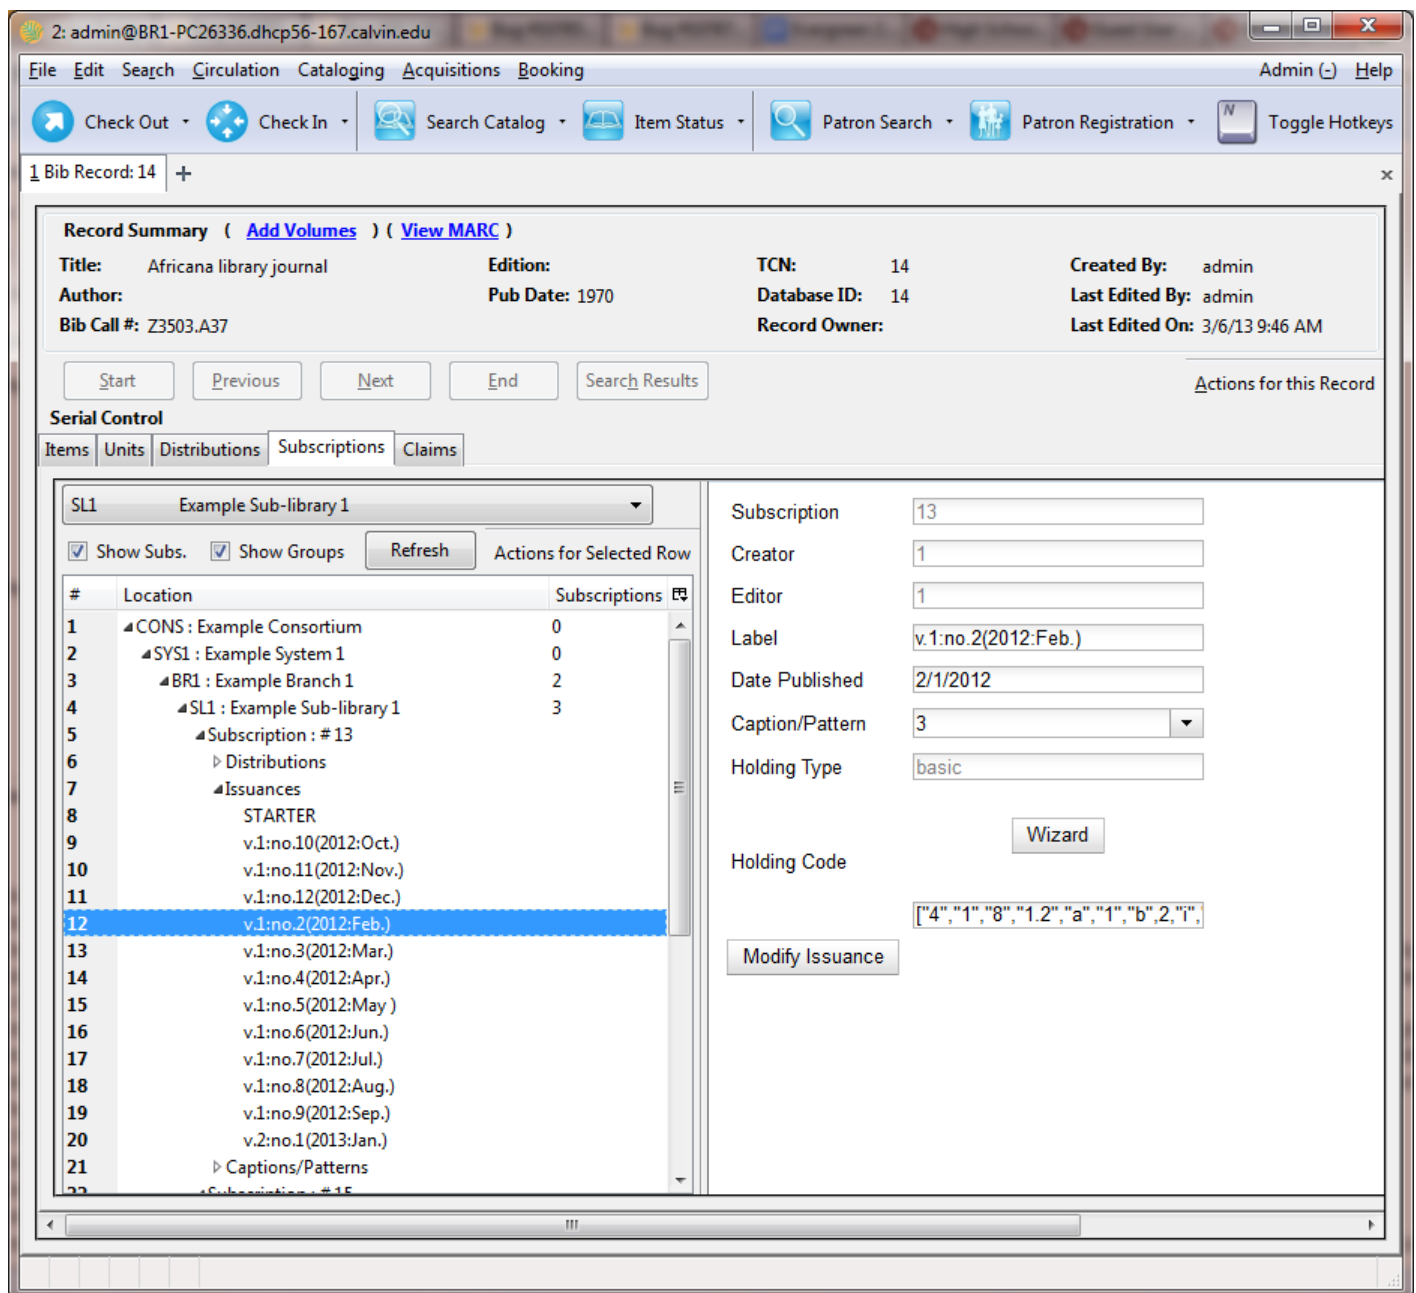 2: admin@BR1-PC26336.dhcp56-167.calvin.edu
File Edit Search Circulation Cataloging Acquisitions Booking Admin (-) Help
Check Out Check In Search Catalog Item Status Patron Search Patron Registration N Toggle Hotkeys
1 Bib Record: 14
Record Summary ( Add Volumes ) ( View MARC )
Title: Africana library journal Edition: TCN: 14 Created By: admin
Author: Pub Date: 1970 Database ID: 14 Last Edited By: admin
Bib Call #: Z3503.A37 Record Owner: Last Edited On: 3/6/13 9:46 AM
Start Previous Next End Search Results Actions for this Record
Serial Control
Items Units Distributions Subscriptions Claims
SL1 Example Sub-library 1
Show Subs. Show Groups Refresh Actions for Selected Row
# Location Subscriptions
1 CONS : Example Consortium 0
2 SYS1 : Example System 1 0
3 BR1 : Example Branch 1 2
4 SL1 : Example Sub-library 1 3
5 Subscription : # 13
6 Distributions
7 Issuances
8 STARTER
9 v.1:no.10(2012:Oct.)
10 v.1:no.11(2012:Nov.)
11 v.1:no.12(2012:Dec.)
12 v.1:no.2(2012:Feb.)
13 v.1:no.3(2012:Mar.)
14 v.1:no.4(2012:Apr.)
15 v.1:no.5(2012:May )
16 v.1:no.6(2012:Jun.)
17 v.1:no.7(2012:Jul.)
18 v.1:no.8(2012:Aug.)
19 v.1:no.9(2012:Sep.)
20 v.2:no.1(2013:Jan.)
21 Captions/Patterns
22 Subscription : # 15
Subscription 13
Creator 1
Editor 1
Label v.1:no.2(2012:Feb.)
Date Published 2/1/2012
Caption/Pattern 3
Holding Type basic
Wizard
Holding Code
["4","1","8","1.2","a","1","b",2,"i",
Modify Issuance